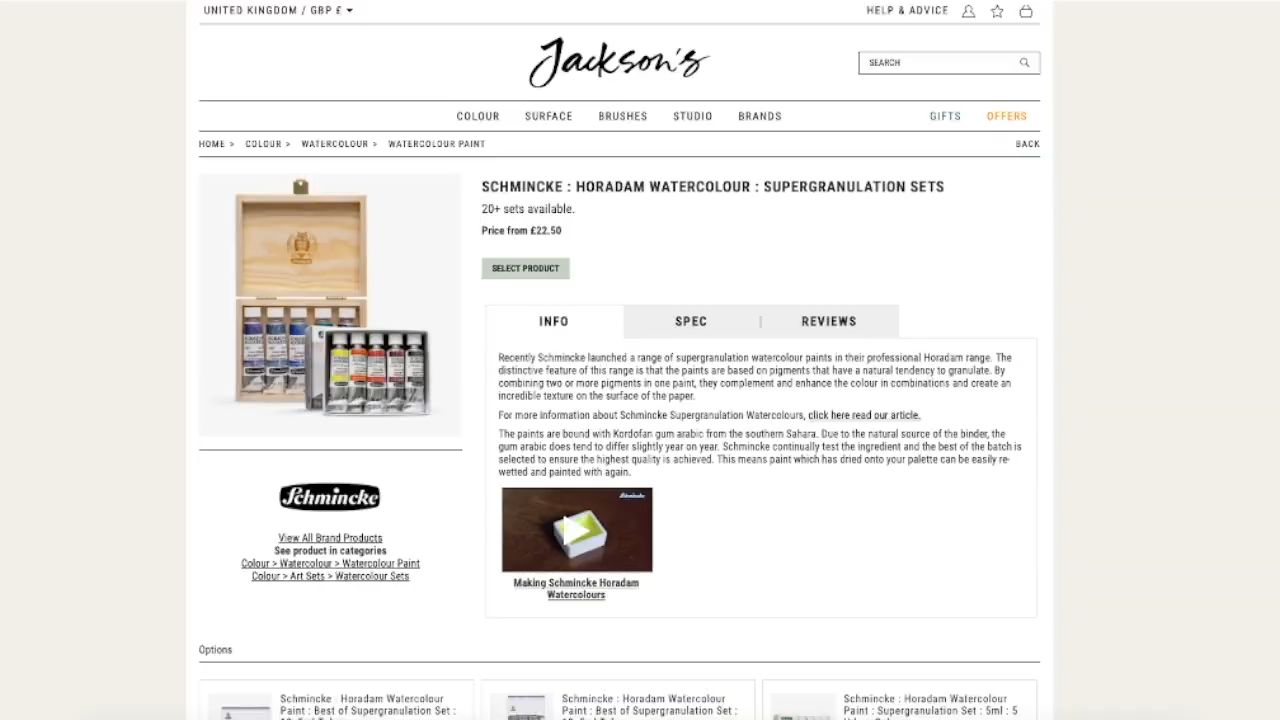 UNITED KINGDOM / GBP £
HELP & ADVICE
Jackson's
SEARCH
COLOUR
SURFACE
BRUSHES
STUDIO
BRANDS
GIFTS
OFFERS
HOME > COLOUR > WATERCOLOUR > WATERCOLOUR PAINT
BACK
SCHMINCKE : HORADAM WATERCOLOUR : SUPERGRANULATION SETS
20+ sets available.
Price from £22.50
SELECT PRODUCT
INFO
SPEC
REVIEWS
Recently Schmincke launched a range of supergranulation watercolour paints in their professional Horadam range. The
distinctive feature of this range is that the paints are based on pigments that have a natural tendency to granulate. By
combining two or more pigments in one paint, they complement and enhance the colour in combinations and create an
incredible texture on the surface of the paper.
For more information about Schmincke Supergranulation Watercolours, click here read our article.
The paints are bound with Kordofan gum arabic from the southern Sahara. Due to the natural source of the binder, the
gum arabic does tend to differ slightly year on year. Schmincke continually test the ingredient and the best of the batch is
selected to ensure the highest quality is achieved. This means paint which has dried onto your palette can be easily re-
wetted and painted with again.
Schmincke
Making Schmincke Horadam
Watercolours
Schmincke
View All Brand Products
See product in categories
Colour > Watercolour > Watercolour Paint
Colour > Art Sets > Watercolour Sets
Options
Schmincke : Horadam Watercolour
Paint : Best of Supergranulation Set :
Schmincke : Horadam Watercolour
Paint : Best of Supergranulation Set :
Schmincke : Horadam Watercolour
Paint : Supergranulation Set : 5ml : 5